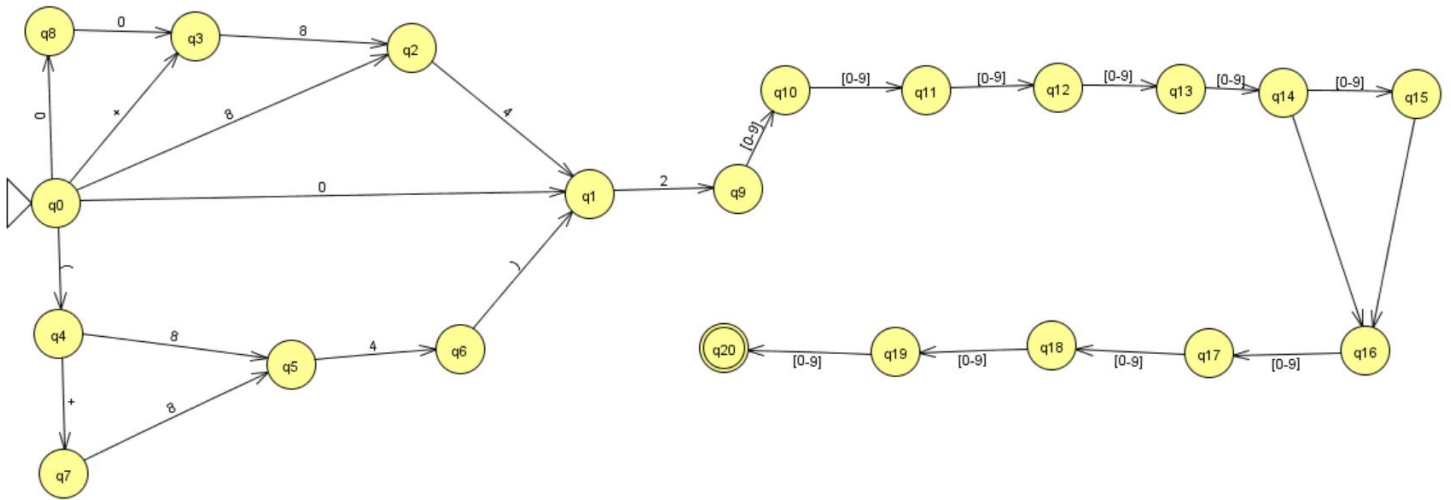 q8 0 q3 8 q2
0 + 8 4
q10 [0-9] q11 [0-9] q12 [0-9] q13 [0-9] q14 [0-9] q15
[0-9]
q0 0 q1 2 q9
( )
q4 8 q5 4 q6
+ 8
q7
q20 [0-9] q19 [0-9] q18 [0-9] q17 [0-9] q16